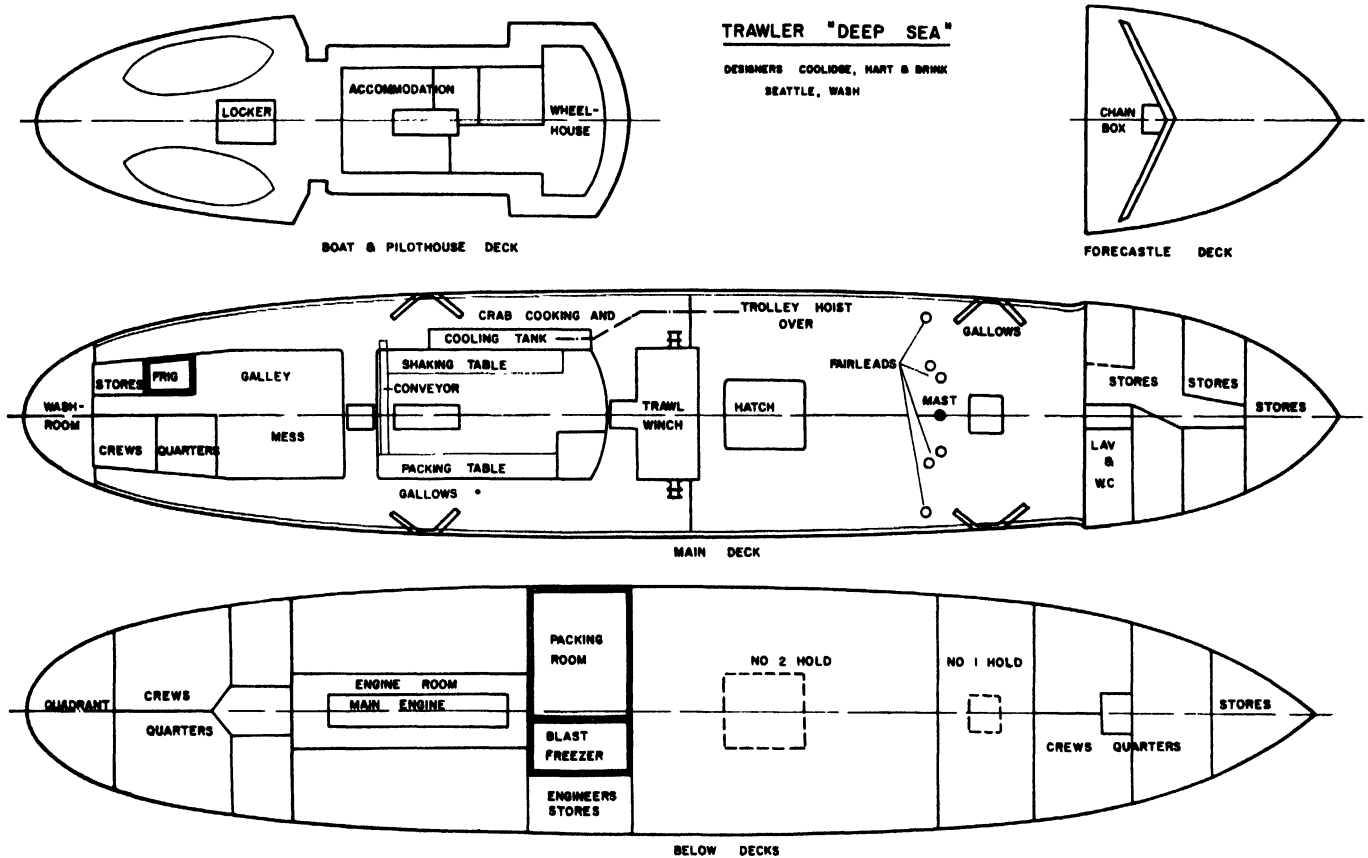 TRAWLER "DEEP SEA"
DESIGNERS COOLIDGE, HART & BRINK
SEATTLE, WASH
ACCOMMODATION
LOCKER
WHEEL-
HOUSE
BOAT & PILOTHOUSE DECK
CHAIN
BOX
FORECASTLE DECK
CRAB COOKING AND
COOLING TANK
TROLLEY HOIST
OVER
GALLOWS
SHAKING TABLE
FAIRLEADS
STORES
FRIG
GALLEY
CONVEYOR
STORES
STORES
WASH-
ROOM
TRAWL
WINCH
HATCH
MAST
STORES
MESS
CREWS QUARTERS
LAV
&
W.C
PACKING TABLE
GALLOWS
MAIN DECK
PACKING
ROOM
NO 2 HOLD
NO 1 HOLD
ENGINE ROOM
MAIN ENGINE
QUADRANT
CREWS
QUARTERS
STORES
BLAST
FREEZER
CREWS QUARTERS
ENGINEERS
STORES
BELOW DECKS